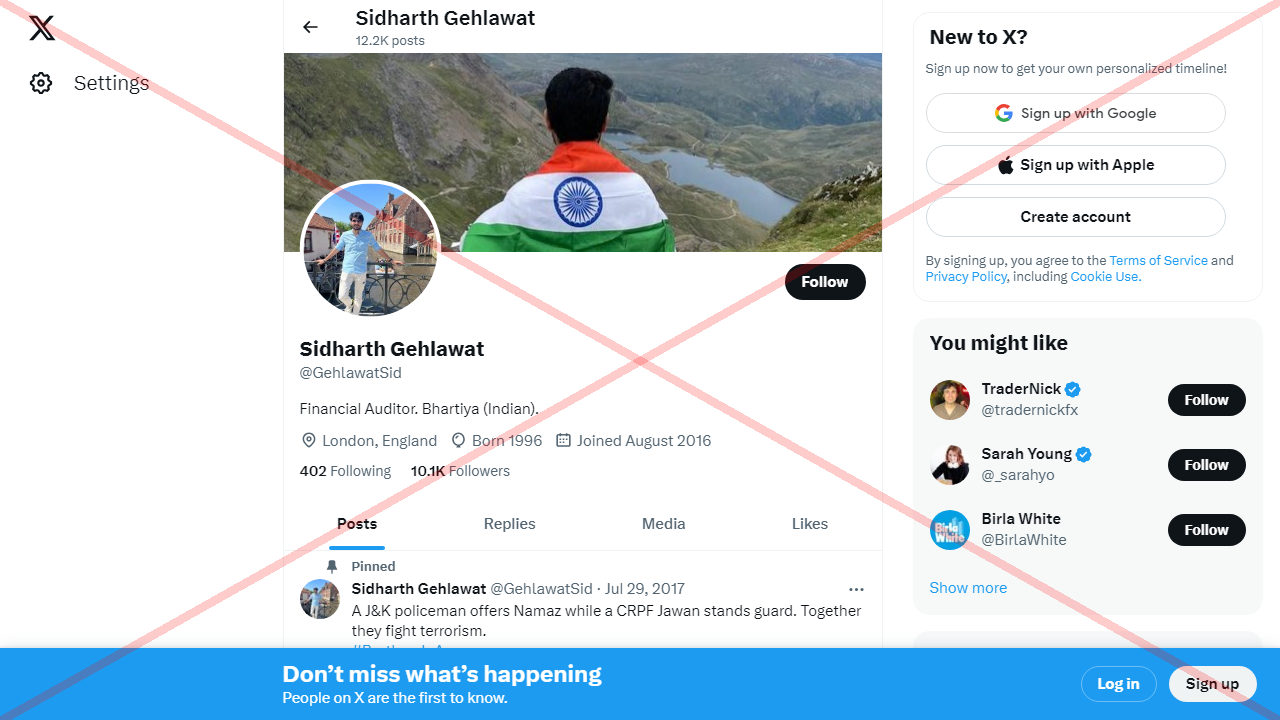 Settings
Sidharth Gehlawat
12.2K posts
Follow
Sidharth Gehlawat
@GehlawatSid
Financial Auditor. Bhartiya (Indian).
London, England Born 1996 Joined August 2016
402 Following 10.1K Followers
Posts Replies Media Likes
Pinned
Sidharth Gehlawat @GehlawatSid · Jul 29, 2017
A J&K policeman offers Namaz while a CRPF Jawan stands guard. Together
they fight terrorism.
New to X?
Sign up now to get your own personalized timeline!
Sign up with Google
Sign up with Apple
Create account
By signing up, you agree to the Terms of Service and
Privacy Policy, including Cookie Use.
You might like
TraderNick
@tradernickfx
Follow
Sarah Young
@_sarahyo
Follow
Birla White
Birla White
@BirlaWhite
Follow
Show more
Don’t miss what’s happening
People on X are the first to know.
Log in Sign up